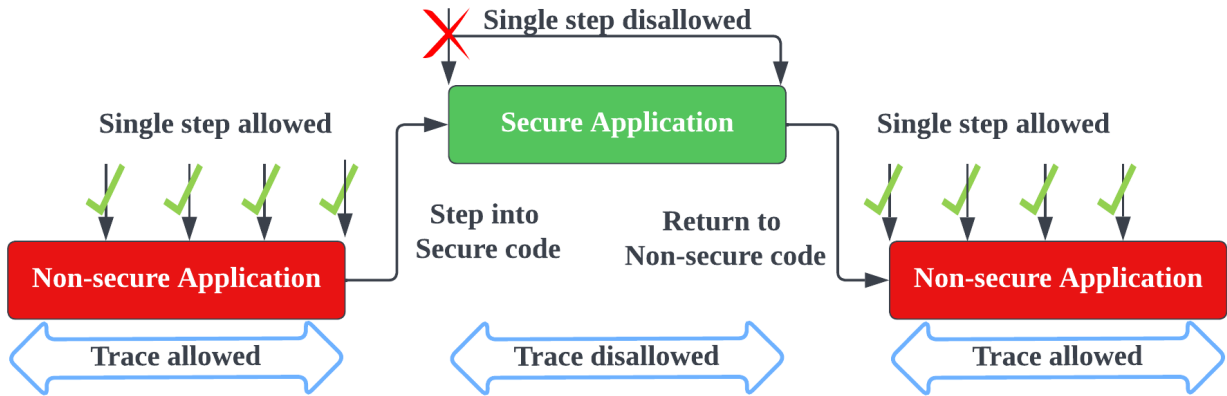 Single step disallowed
Single step allowed
Secure Application
Single step allowed
Step into
Secure code
Return to
Non-secure code
Non-secure Application
Non-secure Application
Trace allowed
Trace disallowed
Trace allowed